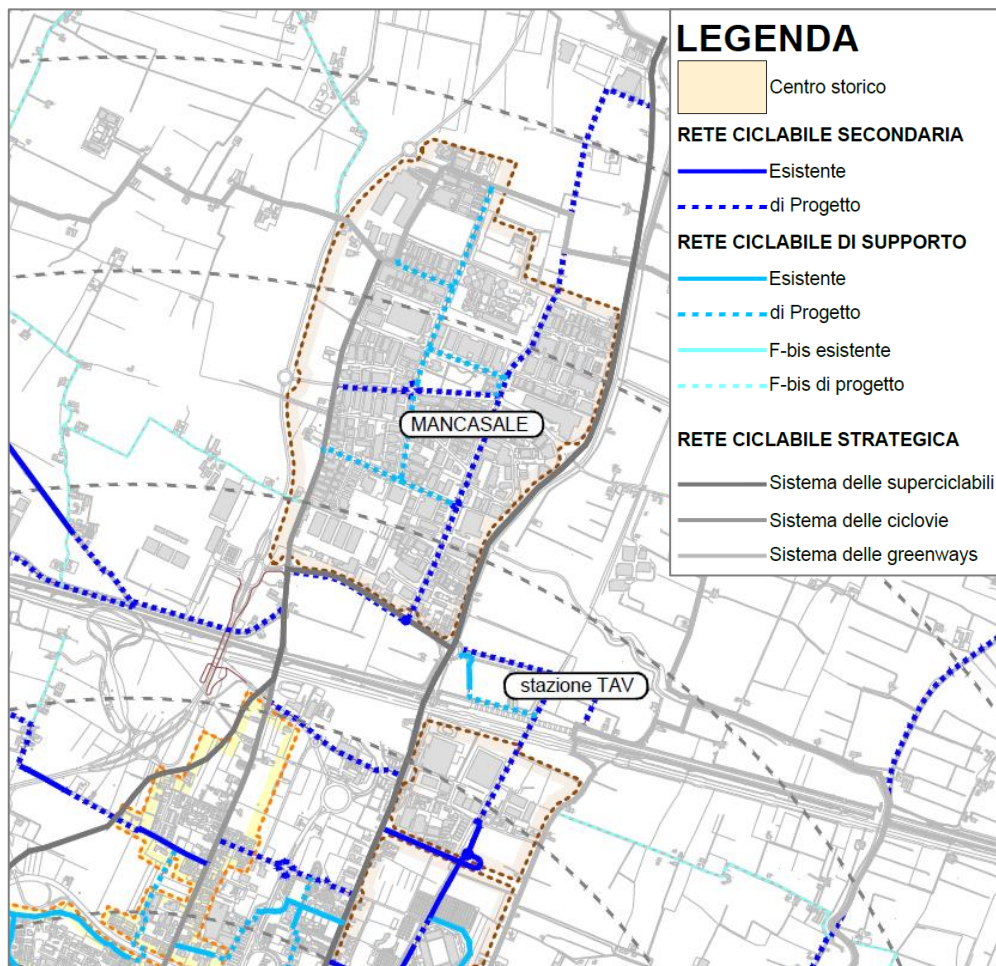 LEGENDA
Centro storico
RETE CICLABILE SECONDARIA
Esistente
di Progetto
RETE CICLABILE DI SUPPORTO
Esistente
di Progetto
F-bis esistente
F-bis di progetto
RETE CICLABILE STRATEGICA
Sistema delle superciclabili
Sistema delle ciclovie
Sistema delle greenways
MANCASALE
stazione TAV